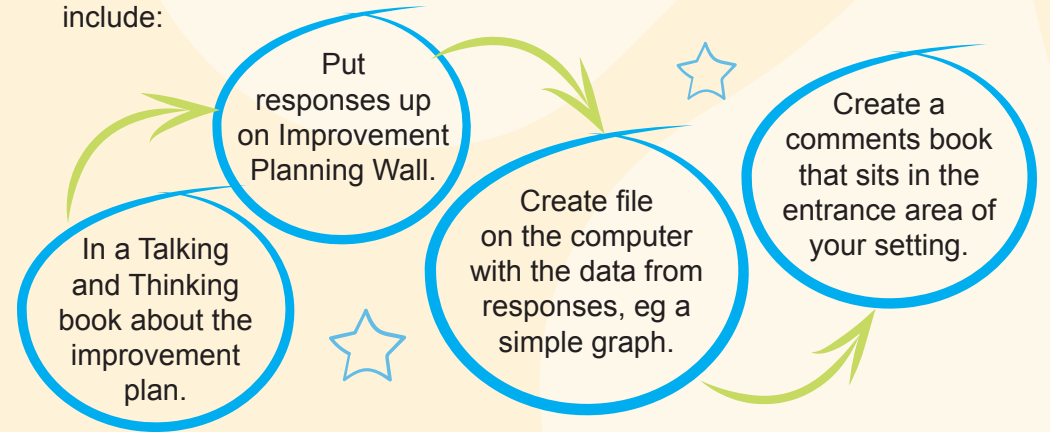 include:
In a Talking
and Thinking
book about the
improvement
plan.
Put
responses up
on Improvement
Planning Wall.
Create file
on the computer
with the data from
responses, eg a
simple graph.
Create a
comments book
that sits in the
entrance area of
your setting.